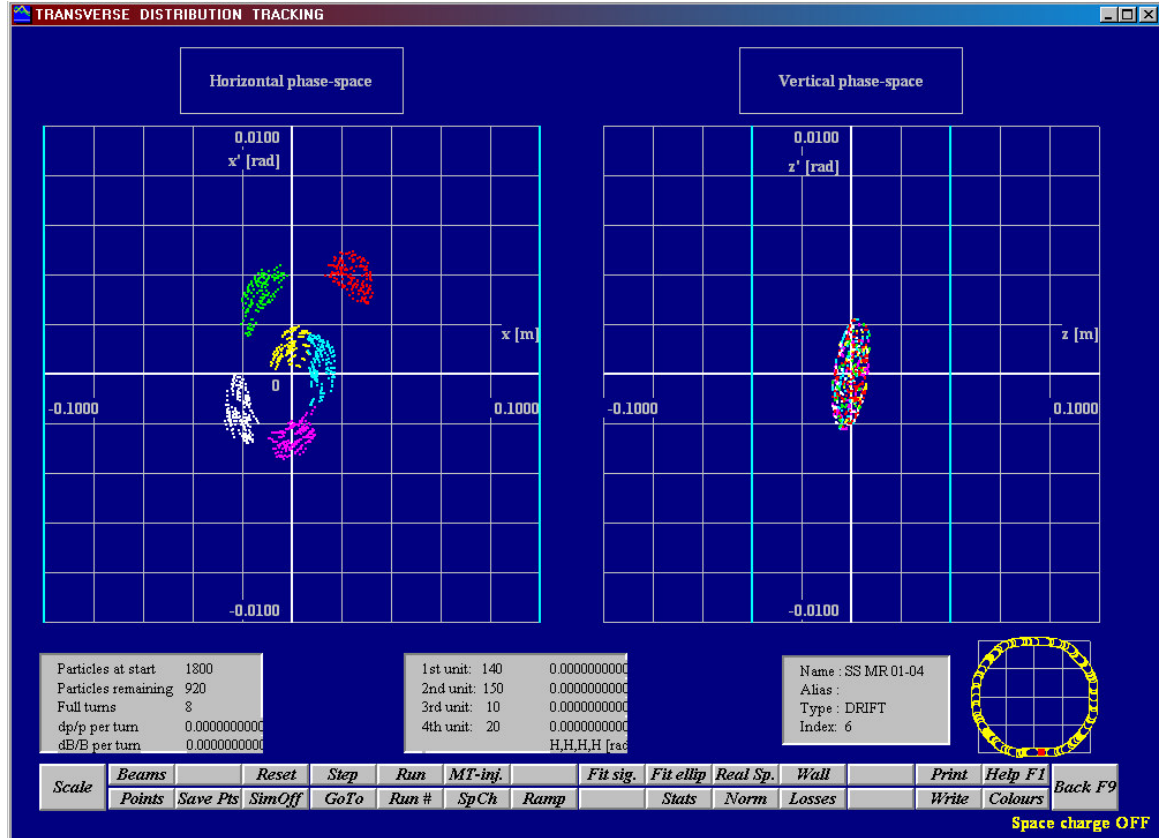 TRANSVERSE DISTRIBUTION TRACKING
Horizontal phase-space
Vertical phase-space
0.0100
x' [rad]
x [m]
0
-0.1000
0.1000
-0.0100
0.0100
z' [rad]
z [m]
-0.1000
0.1000
-0.0100
Particles at start 1800
Particles remaining 920
Full turns 8
dp/p per turn 0.0000000000
dB/B per turn 0.0000000000
1st unit: 140 0.0000000000
2nd unit: 150 0.0000000000
3rd unit: 10 0.0000000000
4th unit: 20 0.0000000000
H,H,H,H [rad
Name : SS MR 01-04
Alias :
Type : DRIFT
Index: 6
Scale
Beams Reset Step Run MT-inj. Fit sig. Fit ellip Real Sp. Wall Print Help F1
Points Save Pts SimOff GoTo Run # SpCh Ramp Stats Norm Losses Write Colours
Back F9
Space charge OFF